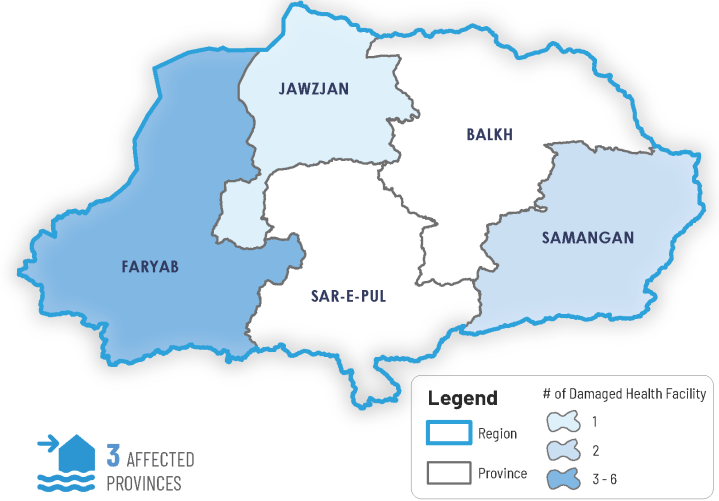 JAWZJAN
BALKH
SAMANGAN
FARYAB
SAR-E-PUL
Legend
Region
Province
# of Damaged Health Facility
1
2
3 - 6
3 AFFECTED
PROVINCES